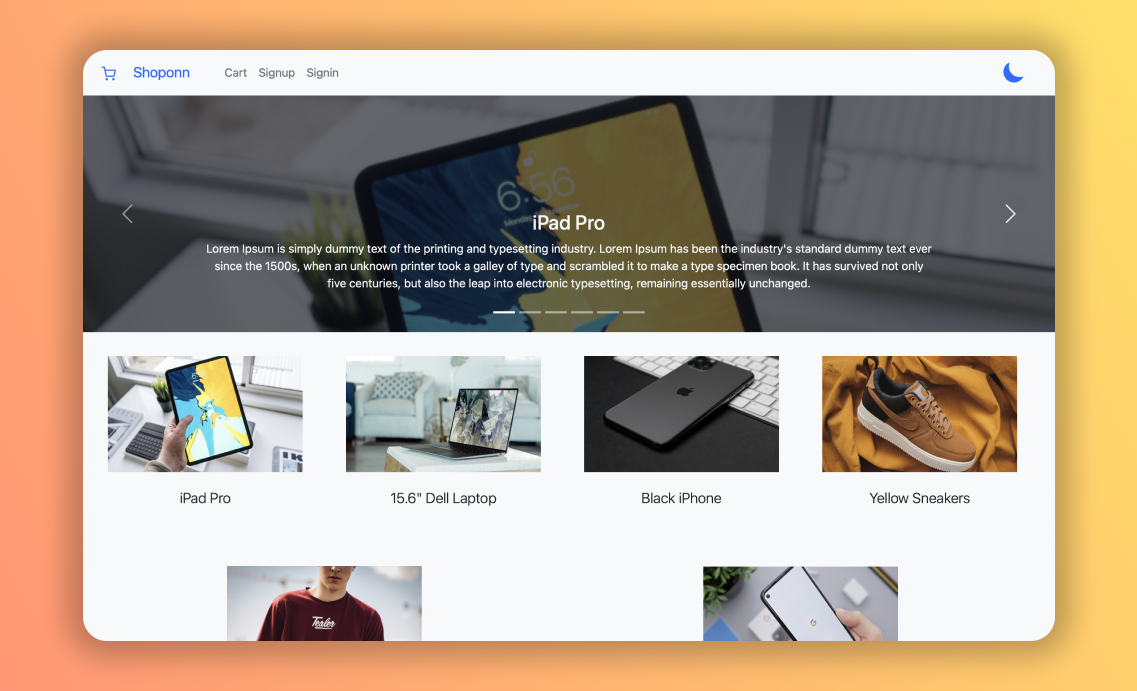 Shoponn Cart Signup Signin
6:56
iPad Pro
Lorem Ipsum is simply dummy text of the printing and typesetting industry. Lorem Ipsum has been the industry's standard dummy text ever
since the 1500s, when an unknown printer took a galley of type and scrambled it to make a type specimen book. It has survived not only
five centuries, but also the leap into electronic typesetting, remaining essentially unchanged.
iPad Pro
15.6" Dell Laptop
Black iPhone
Yellow Sneakers
Tealer